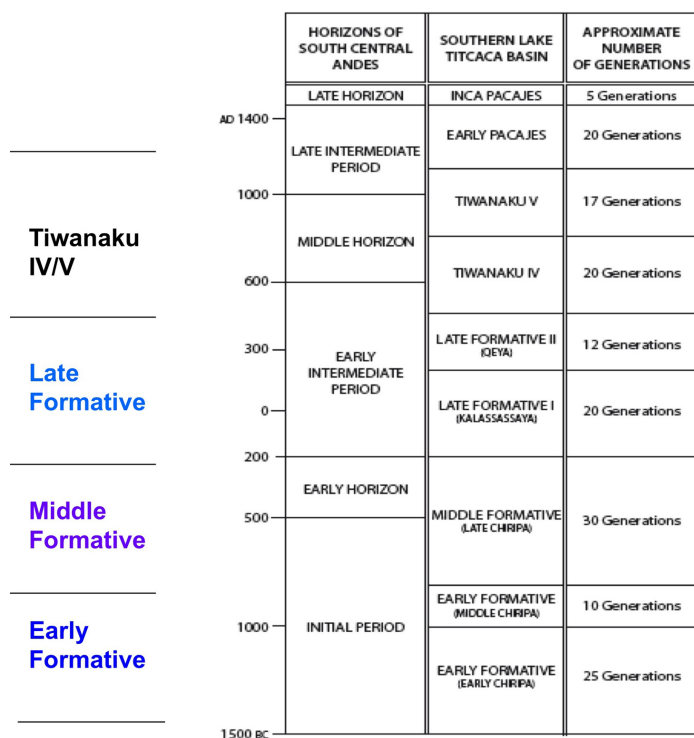 HORIZONS OF
SOUTH CENTRAL
ANDES
SOUTHERN LAKE
TITCACA BASIN
APPROXIMATE
NUMBER
OF GENERATIONS
LATE HORIZON
INCA PACAJES
5 Generations
AD 1400
LATE INTERMEDIATE
PERIOD
EARLY PACAJES
20 Generations
1000
Tiwanaku
IV/V
MIDDLE HORIZON
TIWANAKU V
17 Generations
600
TIWANAKU IV
20 Generations
Late
Formative
300
EARLY
INTERMEDIATE
PERIOD
LATE FORMATIVE II
(QEYA)
12 Generations
0
LATE FORMATIVE I
(KALASSASSAYA)
20 Generations
200
Middle
Formative
EARLY HORIZON
500
MIDDLE FORMATIVE
(LATE CHIRIPA)
30 Generations
Early
Formative
EARLY FORMATIVE
(MIDDLE CHIRIPA)
10 Generations
1000
INITIAL PERIOD
EARLY FORMATIVE
(EARLY CHIRIPA)
25 Generations
1500 BC